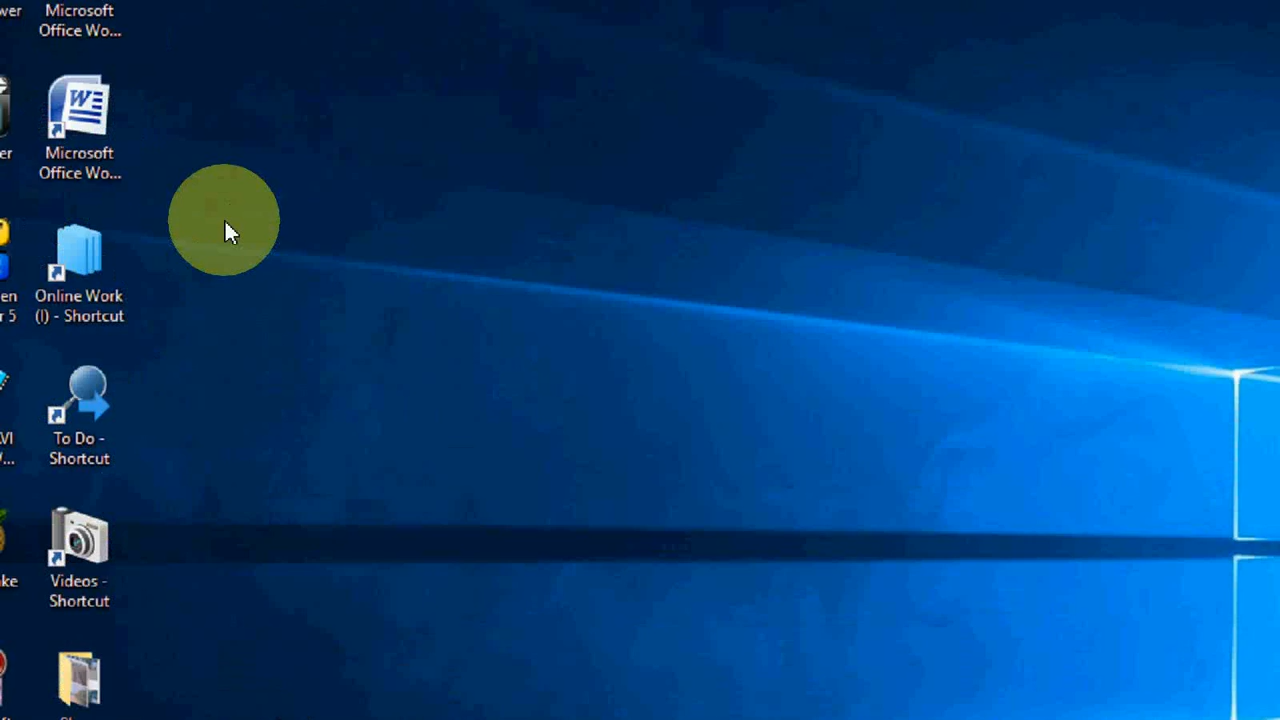 wer
Microsoft
Office Wo...
er
Microsoft
Office Wo...
en
r 5
Online Work
(I) - Shortcut
VI
/...
To Do -
Shortcut
ke
Videos -
Shortcut